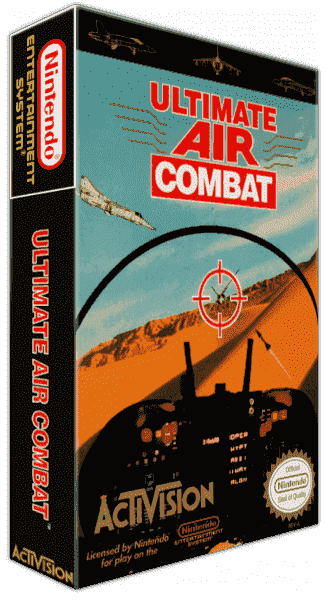 Nintendo
ENTERTAINMENT
SYSTEM®
ULTIMATE AIR COMBAT™
ACTIVISION
ULTIMATE
AIR
COMBAT
ACTIVISION
Licensed by Nintendo
for play on the
Nintendo
ENTERTAINMENT
SYSTEM
Official
Nintendo
Seal of Quality